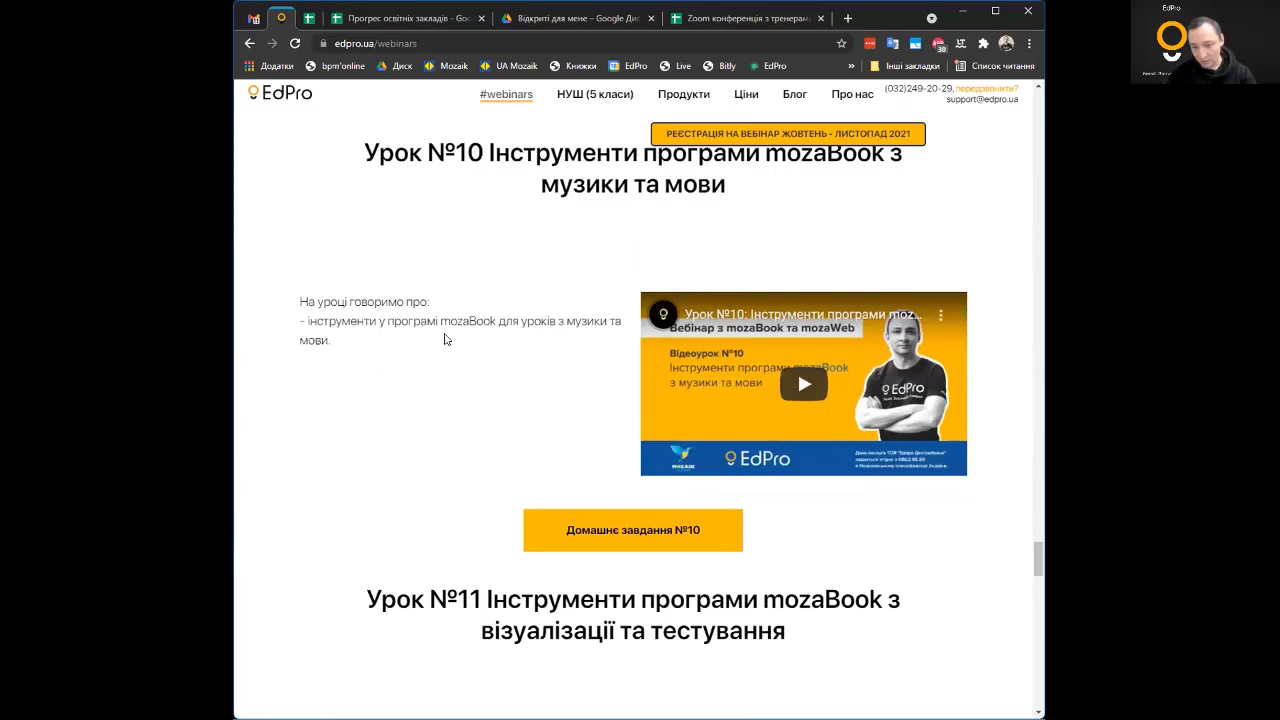 Прогрес освітніх закладів - Goo
Відкриті для мене – Google Дис
Zoom конференція з тренерам
edpro.ua/webinars
30
Додатки
bpm'online
Диск
Mozaik
UA Mozaik
Книжки
EdPro
Live
Bitly
EdPro
»
Інші закладки
Список читання
EdPro
#webinars
НУШ (5 класи)
Продукти
Ціни
Блог
Про нас
(032)249-20-29, передзвонити?
support@edpro.ua
РЕЄСТРАЦІЯ НА ВЕБІНАР ЖОВТЕНЬ - ЛИСТОПАД 2021
Урок №10 Інструменти програми mozaBook з
музики та мови
На уроці говоримо про:
- інструменти у програмі mozaBook для уроків з музики та
мови.
Урок №10: Інструменти програми moz...
Вебінар з mozaBook та mozaWeb
Відеоурок №10
Інструменти програми mozaBook
з музики та мови
EdPro
MOZAIK
EdPro
Домашнє завдання №10
Урок №11 Інструменти програми mozaBook з
візуалізації та тестування
EdPro